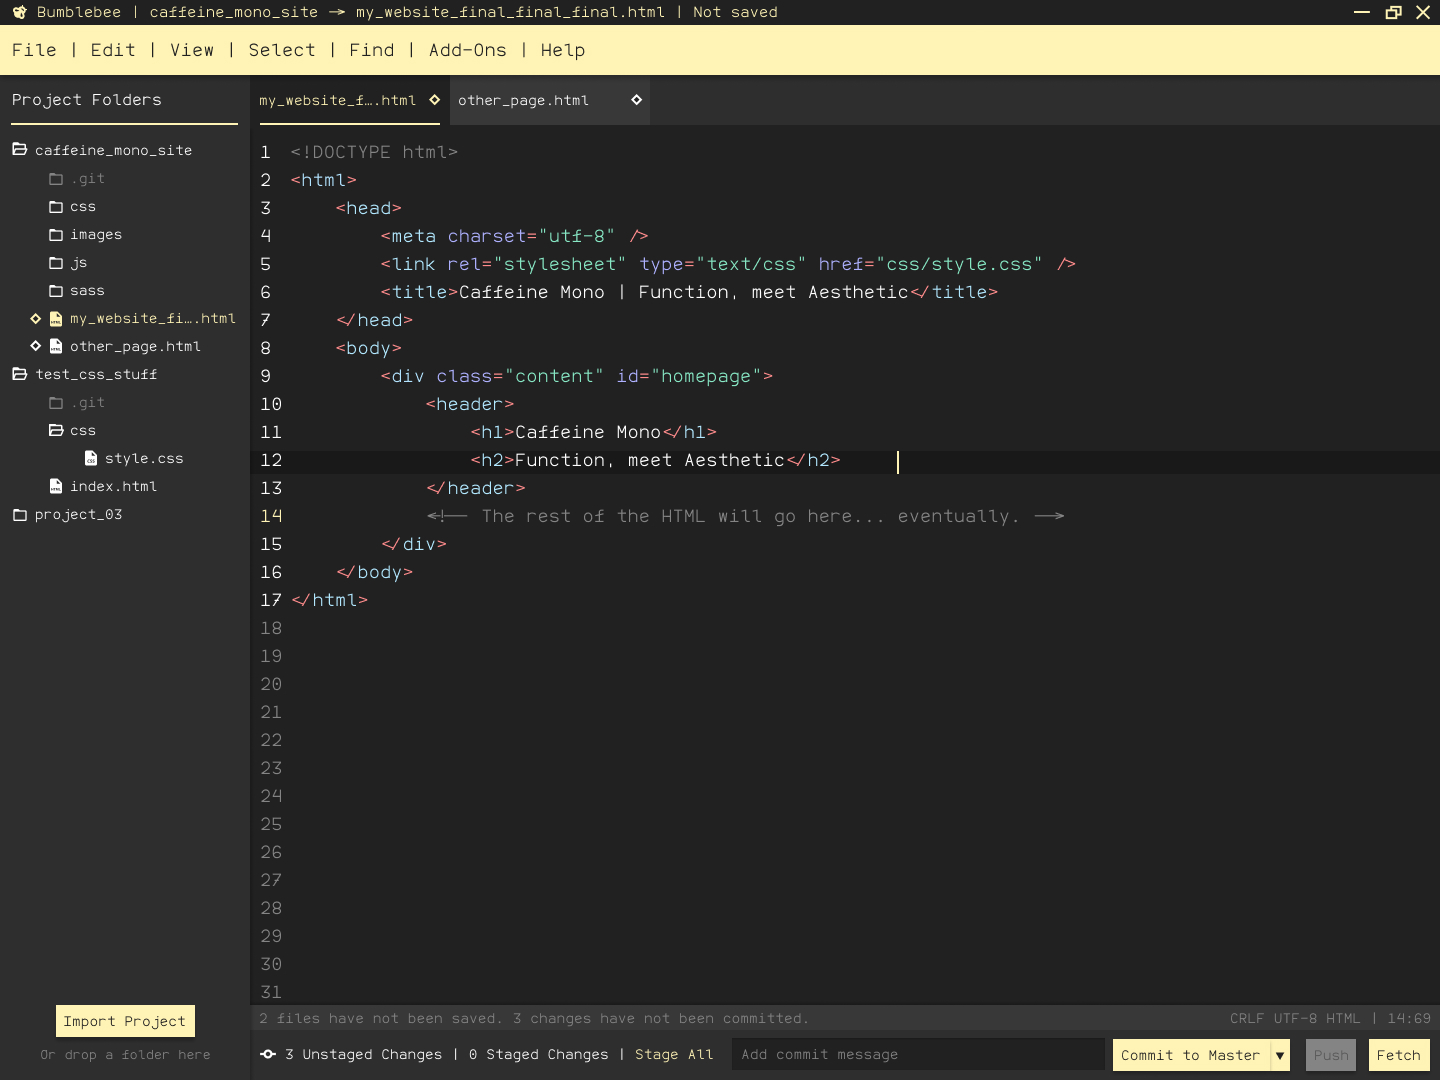 Bumblebee | caffeine_mono_site -> my_website_final_final_final.html | Not saved
File | Edit | View | Select | Find | Add-Ons | Help
Project Folders
caffeine_mono_site
.git
css
images
js
sass
my_website_fi….html
other_page.html
test_css_stuff
.git
css
style.css
index.html
project_03
Import Project
Or drop a folder here
my_website_f….html
other_page.html
1 <!DOCTYPE html>
2 <html>
3 <head>
4 <meta charset="utf-8" />
5 <link rel="stylesheet" type="text/css" href="css/style.css" />
6 <title>Caffeine Mono | Function, meet Aesthetic</title>
7 </head>
8 <body>
9 <div class="content" id="homepage">
10 <header>
11 <h1>Caffeine Mono</h1>
12 <h2>Function, meet Aesthetic</h2>
13 </header>
14 <!-- The rest of the HTML will go here... eventually. -->
15 </div>
16 </body>
17 </html>
18
19
20
21
22
23
24
25
26
27
28
29
30
31
2 files have not been saved. 3 changes have not been committed.
CRLF UTF-8 HTML | 14:69
3 Unstaged Changes | 0 Staged Changes | Stage All
Add commit message
Commit to Master
Push
Fetch